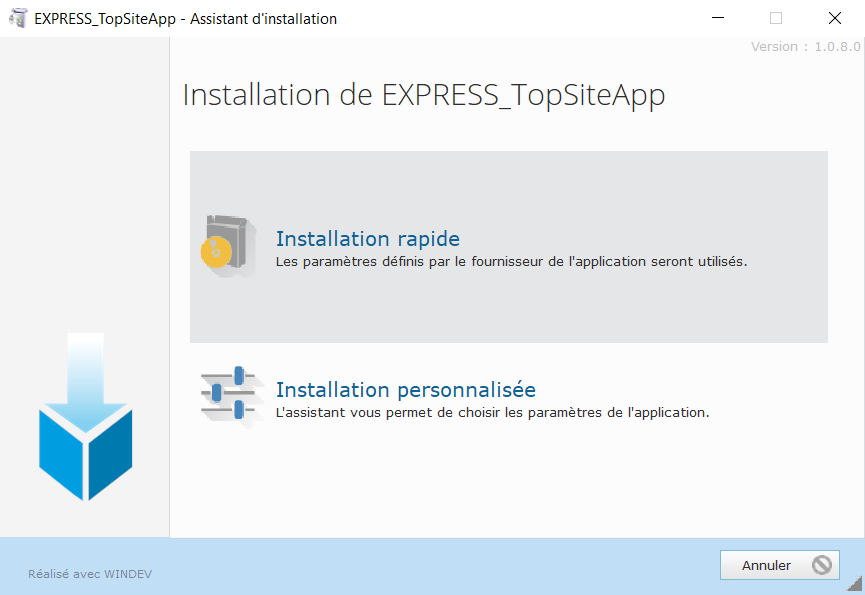 EXPRESS_TopSiteApp - Assistant d'installation
Version : 1.0.8.0
Installation de EXPRESS_TopSiteApp
Installation rapide
Les paramètres définis par le fournisseur de l'application seront utilisés.
Installation personnalisée
L'assistant vous permet de choisir les paramètres de l'application.
Réalisé avec WINDEV
Annuler